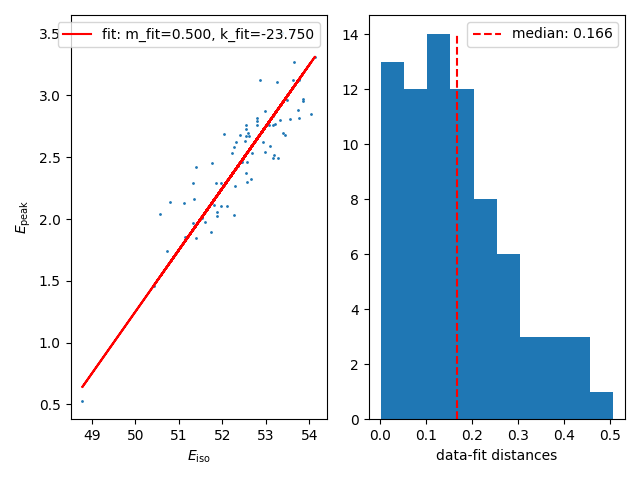 fit: m_fit=0.500, k_fit=-23.750
3.5
3.0
2.5
2.0
1.5
1.0
0.5
E_peak
49 50 51 52 53 54
E_iso
median: 0.166
14
12
10
8
6
4
2
0
0.0 0.1 0.2 0.3 0.4 0.5
data-fit distances